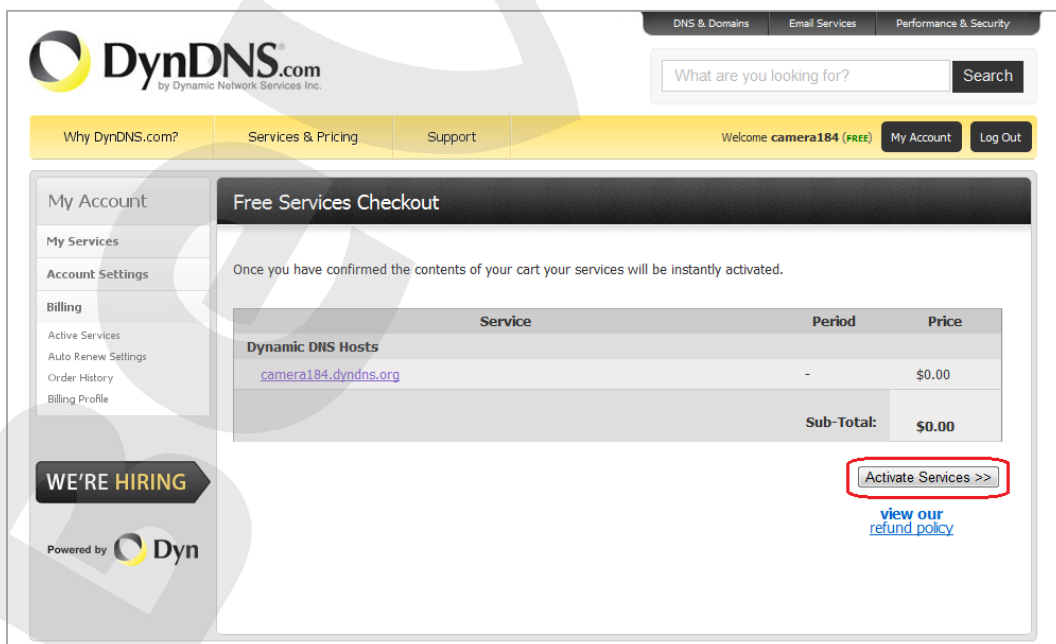 DNS & Domains Email Services Performance & Security
DynDNS.com
by Dynamic Network Services Inc.
What are you looking for? Search
Why DynDNS.com? Services & Pricing Support Welcome camera184 (FREE) My Account Log Out
My Account
My Services
Account Settings
Billing
Active Services
Auto Renew Settings
Order History
Billing Profile
WE'RE HIRING
Powered by Dyn
Free Services Checkout
Once you have confirmed the contents of your cart your services will be instantly activated.
Service Period Price
Dynamic DNS Hosts
camera184.dyndns.org - $0.00
Sub-Total: $0.00
Activate Services >>
view our
refund policy